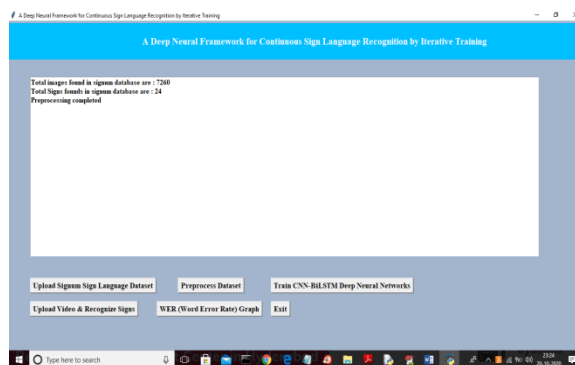 A Deep Neural Framework for Continuous Sign Language Recognition by Iterative Training
A Deep Neural Framework for Continuous Sign Language Recognition by Iterative Training
Total images found in signum database are : 7260
Total Signs founds in signum database are : 24
Preprocessing completed
Upload Signum Sign Language Dataset
Preprocess Dataset
Train CNN-BiLSTM Deep Neural Networks
Upload Video & Recognize Signs
WER (Word Error Rate) Graph
Exit
Type here to search
23:24